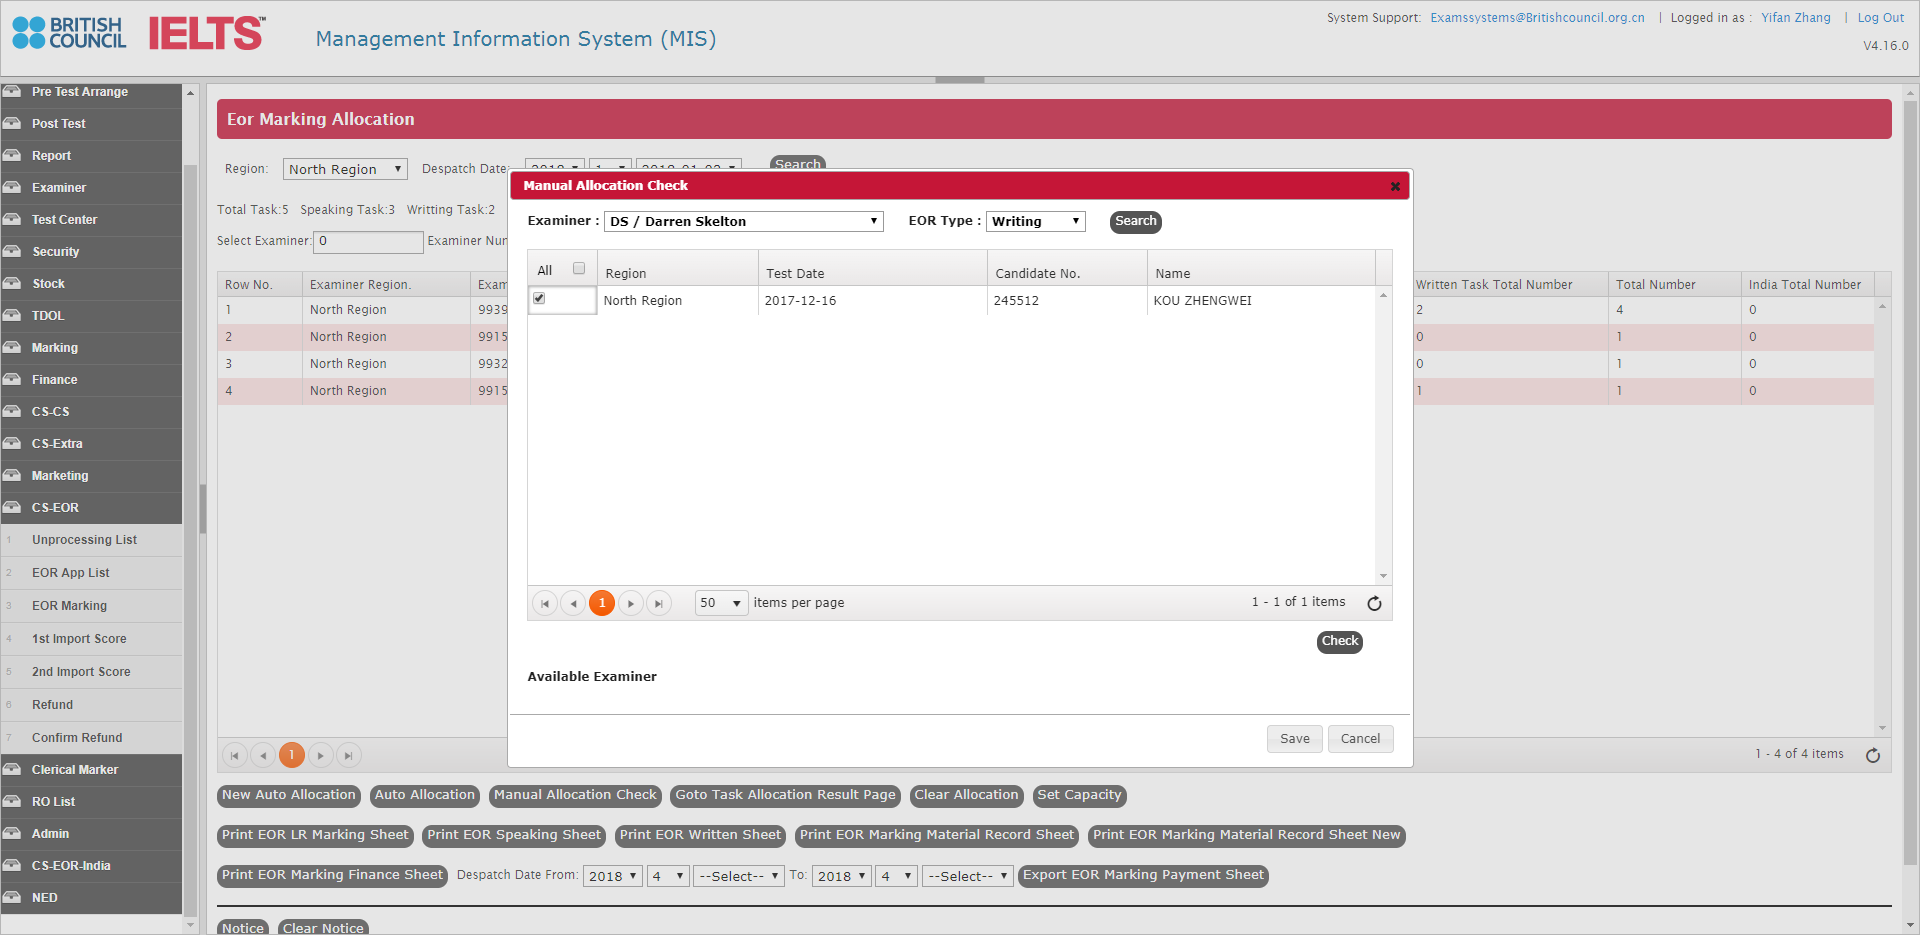 BRITISH COUNCIL IELTS™ Management Information System (MIS)
System Support: Examssystems@Britishcouncil.org.cn | Logged in as : Yifan Zhang | Log Out
V4.16.0
Pre Test Arrange
Post Test
Report
Examiner
Test Center
Security
Stock
TDOL
Marking
Finance
CS-CS
CS-Extra
Marketing
CS-EOR
1 Unprocessing List
2 EOR App List
3 EOR Marking
4 1st Import Score
5 2nd Import Score
6 Refund
7 Confirm Refund
Clerical Marker
RO List
Admin
CS-EOR-India
NED
Eor Marking Allocation
Region: North Region Despatch Date: 2018 1 2018-01-02 Search
Total Task:5 Speaking Task:3 Writting Task:2
Select Examiner: 0 Examiner Num
Row No. Examiner Region. Exam Written Task Total Number Total Number India Total Number
1 North Region 9939 2 4 0
2 North Region 9915 0 1 0
3 North Region 9932 0 1 0
4 North Region 9915 1 1 0
1 1 - 4 of 4 items
Manual Allocation Check
Examiner : DS / Darren Skelton EOR Type : Writing Search
All Region Test Date Candidate No. Name
North Region 2017-12-16 245512 KOU ZHENGWEI
1 50 items per page 1 - 1 of 1 items
Check
Available Examiner
Save Cancel
New Auto Allocation Auto Allocation Manual Allocation Check Goto Task Allocation Result Page Clear Allocation Set Capacity
Print EOR LR Marking Sheet Print EOR Speaking Sheet Print EOR Written Sheet Print EOR Marking Material Record Sheet Print EOR Marking Material Record Sheet New
Print EOR Marking Finance Sheet Despatch Date From: 2018 4 --Select-- To: 2018 4 --Select-- Export EOR Marking Payment Sheet
Notice Clear Notice